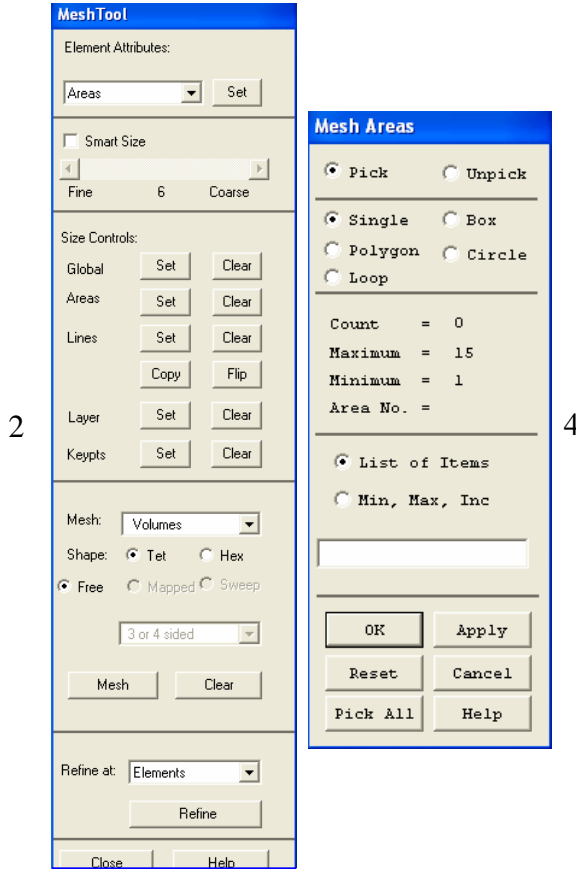 MeshTool
Element Attributes:
Areas Set
Smart Size
Fine 6 Coarse
Size Controls:
Global Set Clear
Areas Set Clear
Lines Set Clear
Copy Flip
Layer Set Clear
Keypts Set Clear
Mesh: Volumes
Shape: Tet Hex
Free Mapped Sweep
3 or 4 sided
Mesh Clear
Refine at: Elements
Refine
Close Help
2
Mesh Areas
Pick Unpick
Single Box
Polygon Circle
Loop
Count = 0
Maximum = 15
Minimum = 1
Area No. =
List of Items
Min, Max, Inc
OK Apply
Reset Cancel
Pick All Help
4